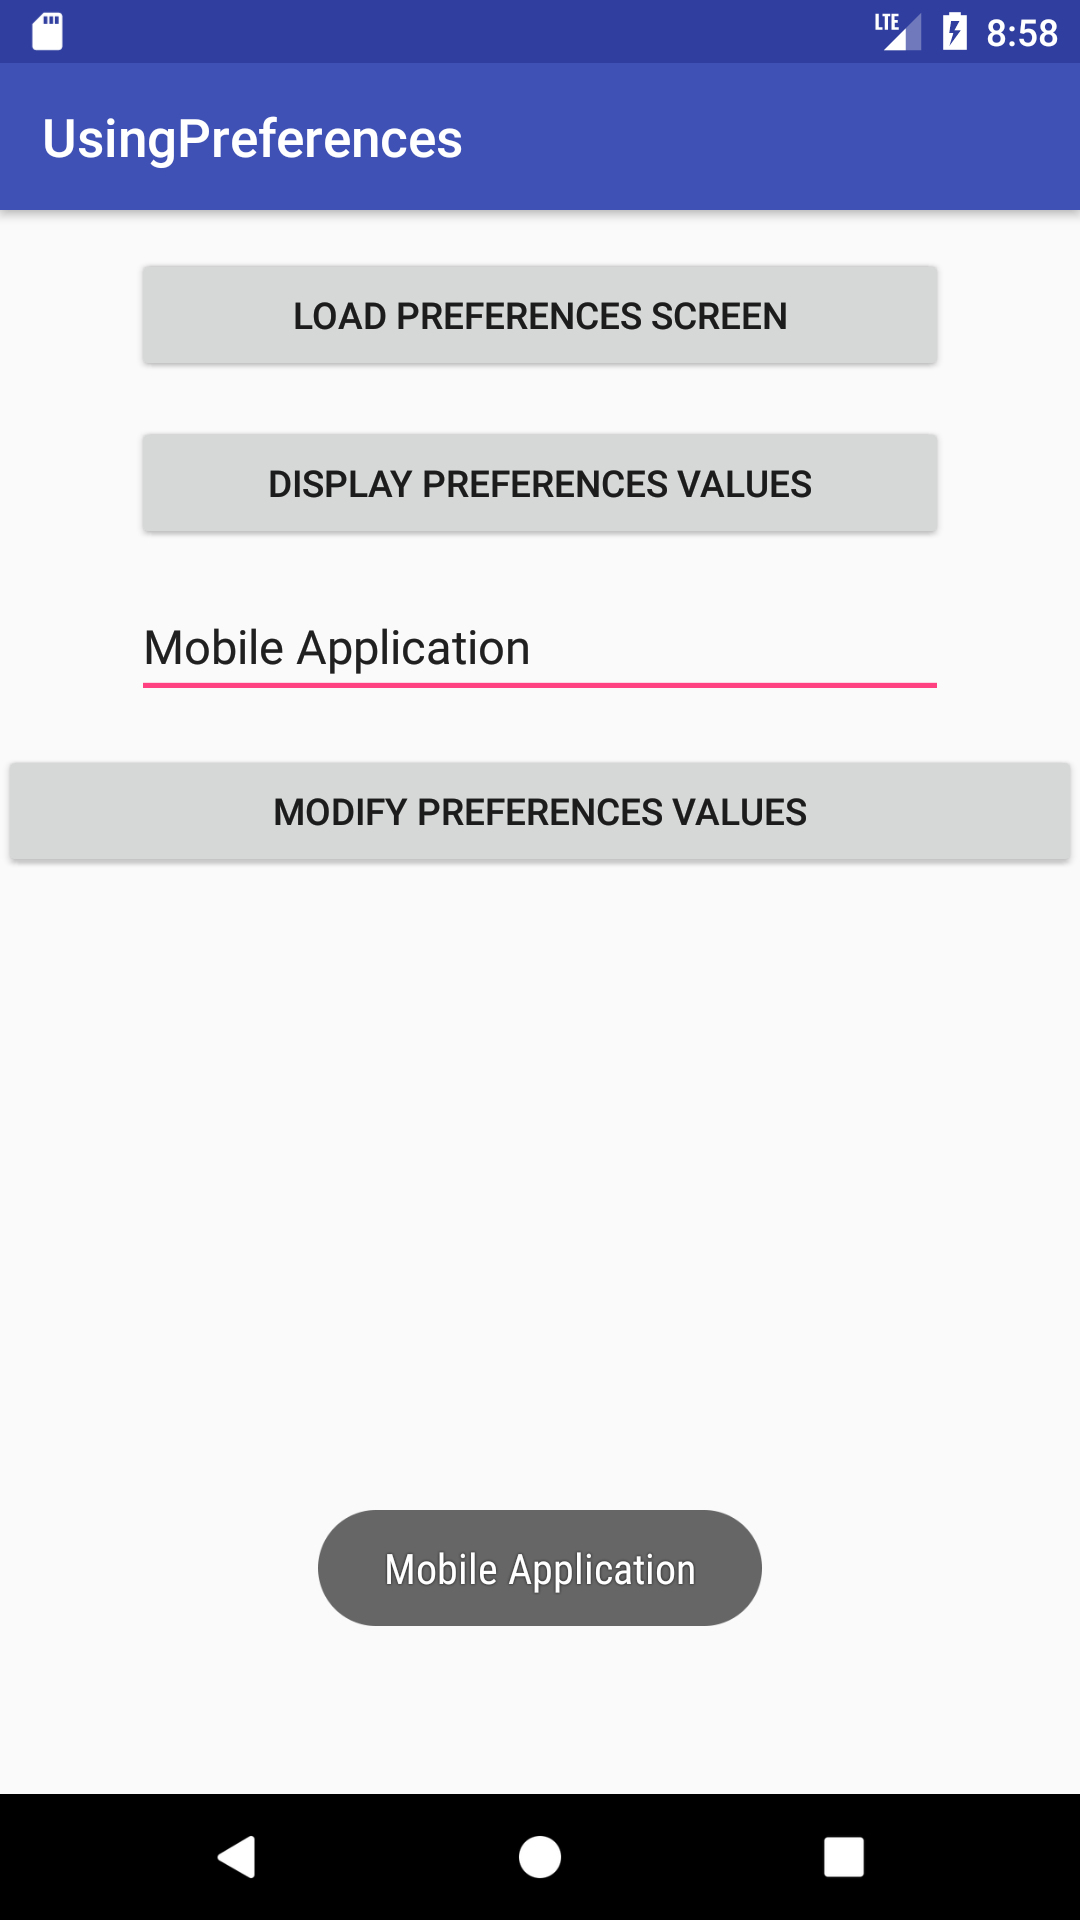 LTE 8:58
UsingPreferences
LOAD PREFERENCES SCREEN
DISPLAY PREFERENCES VALUES
Mobile Application
MODIFY PREFERENCES VALUES
Mobile Application